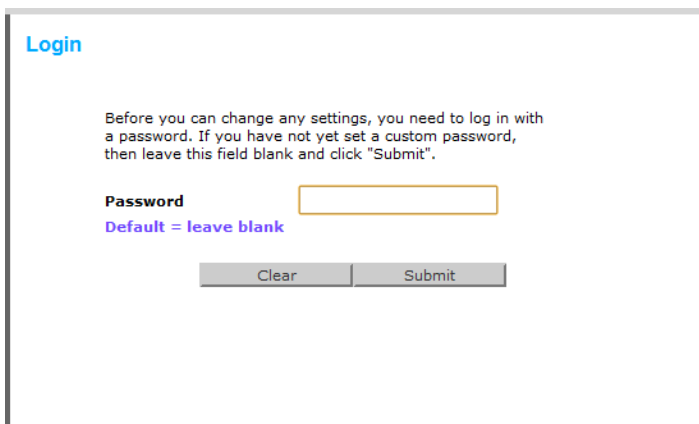 Login
Before you can change any settings, you need to log in with
a password. If you have not yet set a custom password,
then leave this field blank and click "Submit".
Password
Default = leave blank
Clear Submit